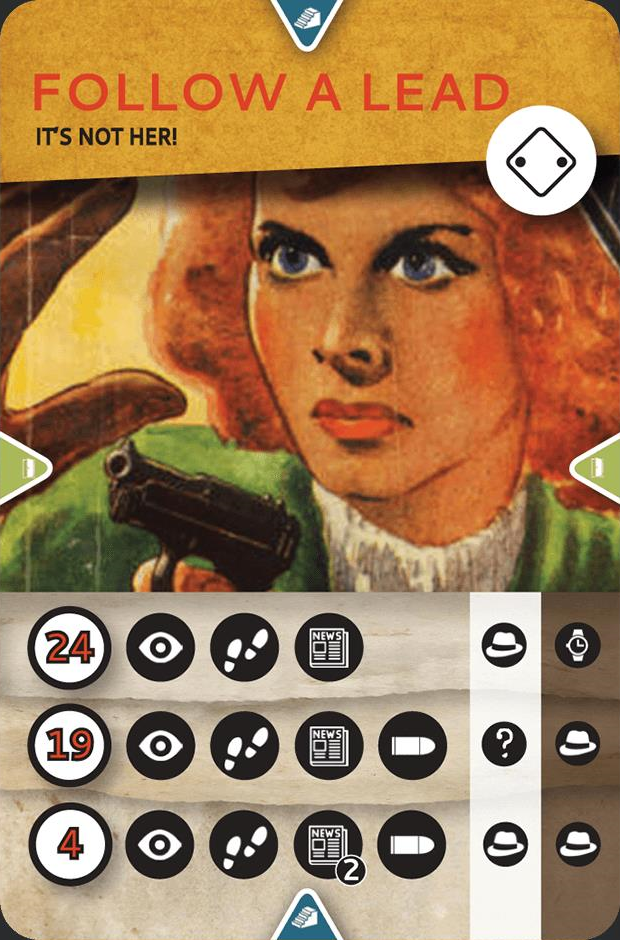 FOLLOW A LEAD
IT'S NOT HER!
24 NEWS
19 NEWS ?
4 NEWS 2